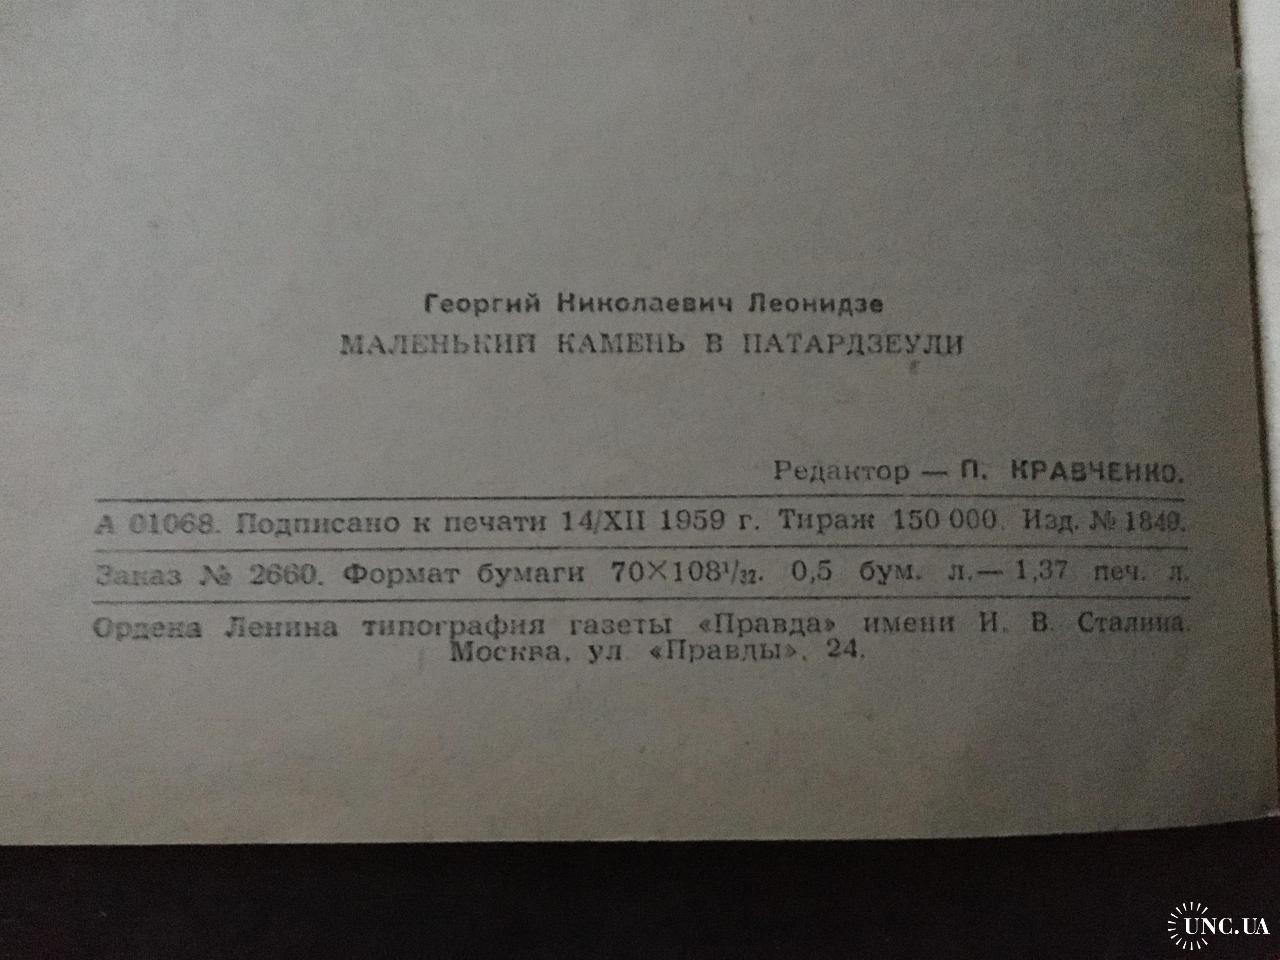 Георгий Николаевич Леонидзе
МАЛЕНЬКИЙ КАМЕНЬ В ПАТАРДЗЕУЛИ
Редактор — П. КРАВЧЕНКО.
А 01068. Подписано к печати 14/XII 1959 г. Тираж 150 000. Изд. № 1849.
Заказ № 2660. Формат бумаги 70×108¹/₃₂. 0,5 бум. л.— 1,37 печ. л.
Ордена Ленина типография газеты «Правда» имени И. В. Сталина.
Москва, ул. «Правды», 24.
UNC.UA